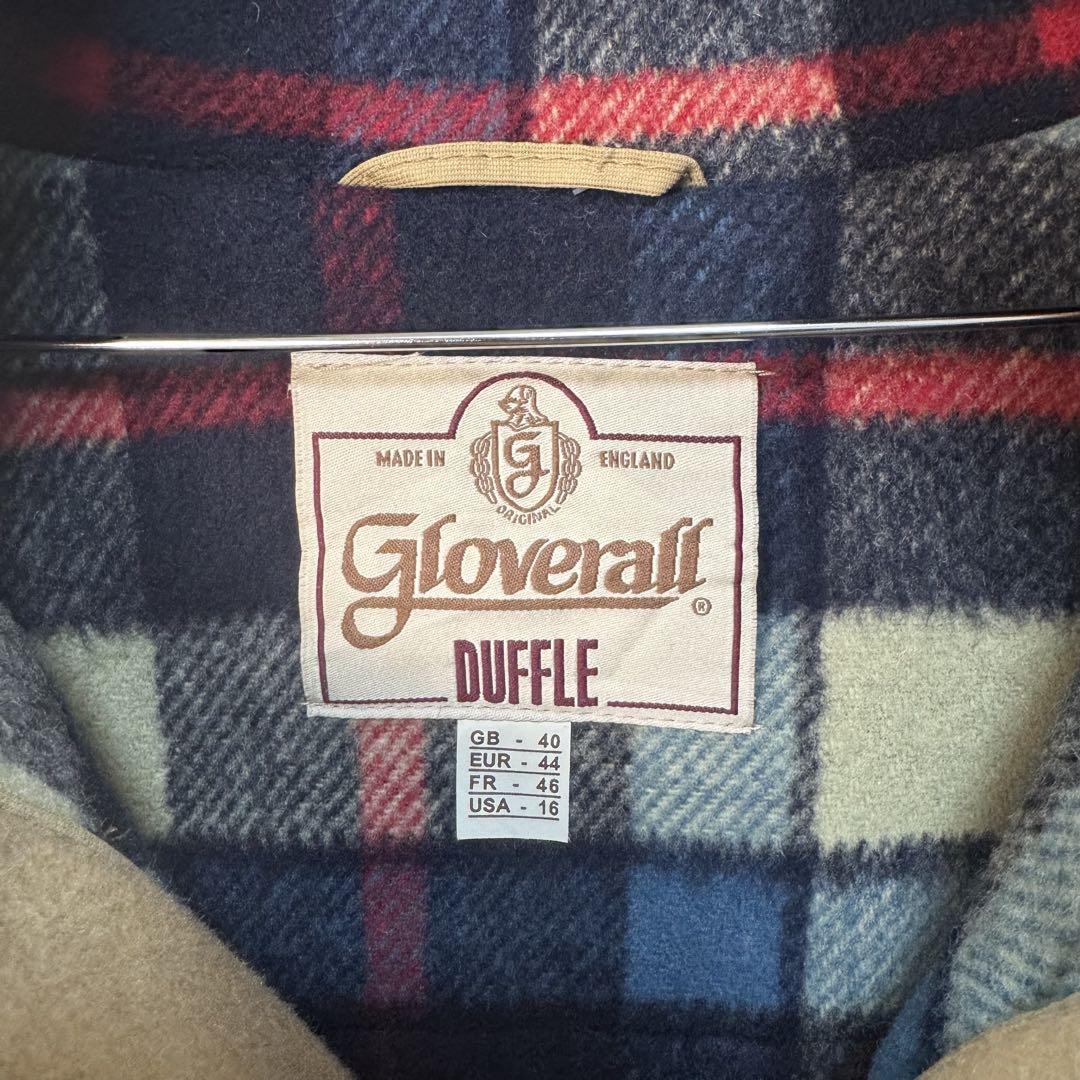 MADE IN ENGLAND
G
ORIGINAL
Gloverall ®
DUFFLE
GB - 40
EUR - 44
FR - 46
USA - 16